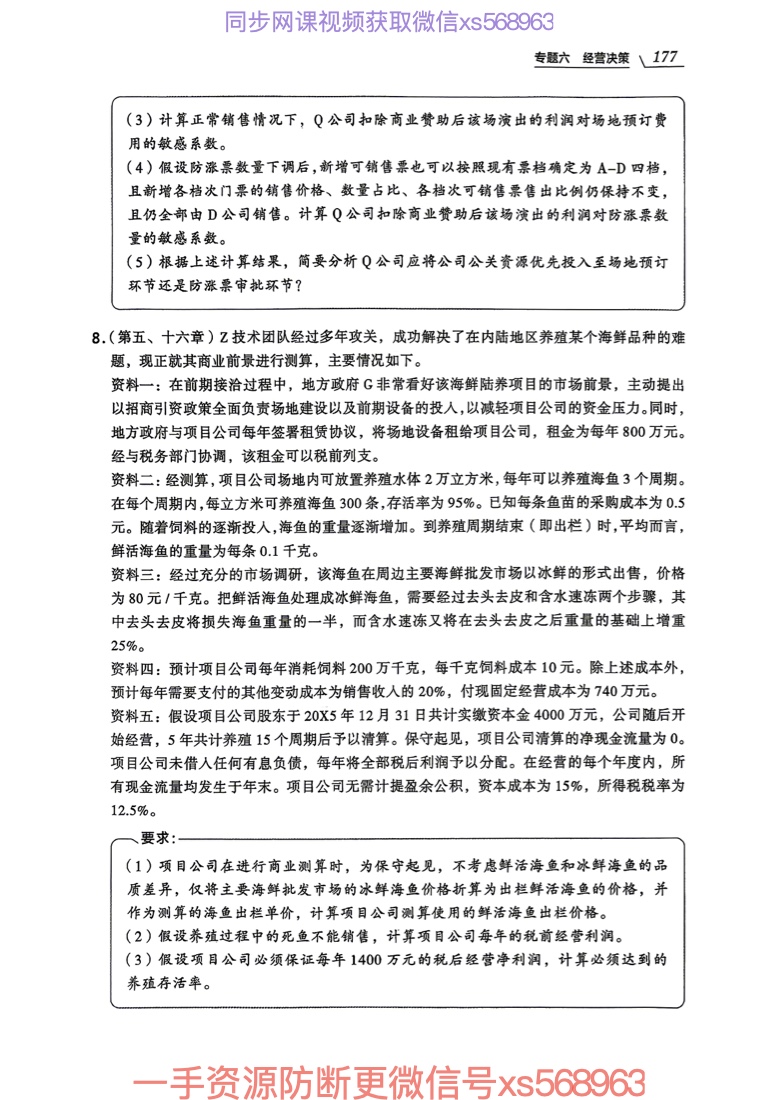 同步网课视频获取微信xs568963
专题六 经营决策 177
（3）计算正常销售情况下，Q公司扣除商业赞助后该场演出的利润对场地预订费
用的敏感系数。
（4）假设防涨票数量下调后，新增可销售票也可以按照现有票档确定为 A-D 四档，
且新增各档次门票的销售价格、数量占比、各档次可销售票售出比例仍保持不变，
且仍全部由 D 公司销售。计算 Q 公司扣除商业赞助后该场演出的利润对防涨票数
量的敏感系数。
（5）根据上述计算结果，简要分析 Q 公司应将公司公关资源优先投入至场地预订
环节还是防涨票审批环节？
8.（第五、十六章）Z 技术团队经过多年攻关，成功解决了在内陆地区养殖某个海鲜品种的难
题，现正就其商业前景进行测算，主要情况如下。
资料一：在前期接洽过程中，地方政府 G 非常看好该海鲜陆养项目的市场前景，主动提出
以招商引资政策全面负责场地建设以及前期设备的投入，以减轻项目公司的资金压力。同时，
地方政府与项目公司每年签署租赁协议，将场地设备租给项目公司，租金为每年 800 万元。
经与税务部门协调，该租金可以税前列支。
资料二：经测算，项目公司场地内可放置养殖水体 2 万立方米，每年可以养殖海鱼 3 个周期。
在每个周期内，每立方米可养殖海鱼 300 条，存活率为 95%。已知每条鱼苗的采购成本为 0.5
元。随着饲料的逐渐投入，海鱼的重量逐渐增加。到养殖周期结束（即出栏）时，平均而言，
鲜活海鱼的重量为每条 0.1 千克。
资料三：经过充分的市场调研，该海鱼在周边主要海鲜批发市场以冰鲜的形式出售，价格
为 80 元 / 千克。把鲜活海鱼处理成冰鲜海鱼，需要经过去头去皮和含水速冻两个步骤，其
中去头去皮将损失海鱼重量的一半，而含水速冻又将在去头去皮之后重量的基础上增重
25%。
资料四：预计项目公司每年消耗饲料 200 万千克，每千克饲料成本 10 元。除上述成本外，
预计每年需要支付的其他变动成本为销售收入的 20%，付现固定经营成本为 740 万元。
资料五：假设项目公司股东于 20X5 年 12 月 31 日共计实缴资本金 4000 万元，公司随后开
始经营，5 年共计养殖 15 个周期后予以清算。保守起见，项目公司清算的净现金流量为 0。
项目公司未借入任何有息负债，每年将全部税后利润予以分配。在经营的每个年度内，所
有现金流量均发生于年末。项目公司无需计提盈余公积，资本成本为 15%，所得税税率为
12.5%。
要求：
（1）项目公司在进行商业测算时，为保守起见，不考虑鲜活海鱼和冰鲜海鱼的品
质差异，仅将主要海鲜批发市场的冰鲜海鱼价格折算为出栏鲜活海鱼的价格，并
作为测算的海鱼出栏单价，计算项目公司测算使用的鲜活海鱼出栏价格。
（2）假设养殖过程中的死鱼不能销售，计算项目公司每年的税前经营利润。
（3）假设项目公司必须保证每年 1400 万元的税后经营净利润，计算必须达到的
养殖存活率。
一手资源防断更微信号xs568963